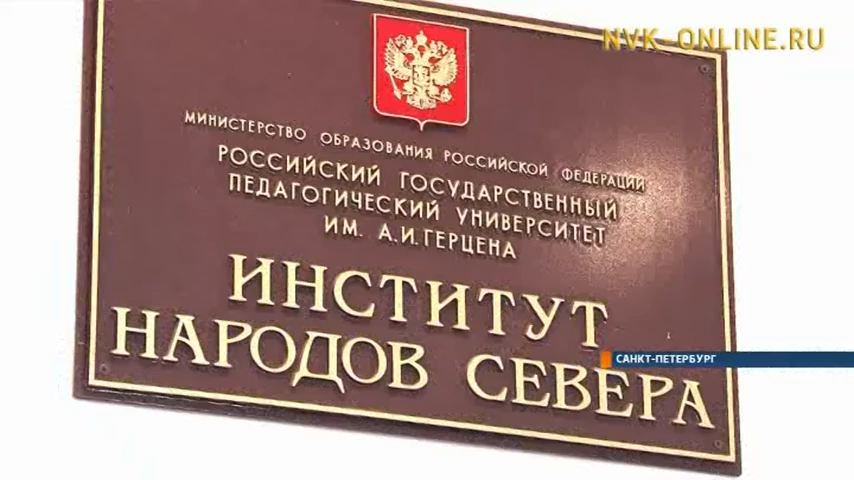 NVK-ONLINE.RU
МИНИСТЕРСТВО ОБРАЗОВАНИЯ РОССИЙСКОЙ ФЕДЕРАЦИИ
РОССИЙСКИЙ ГОСУДАРСТВЕННЫЙ
ПЕДАГОГИЧЕСКИЙ УНИВЕРСИТЕТ
ИМ. А.И. ГЕРЦЕНА
ИНСТИТУТ
НАРОДОВ СЕВЕРА
САНКТ-ПЕТЕРБУРГ